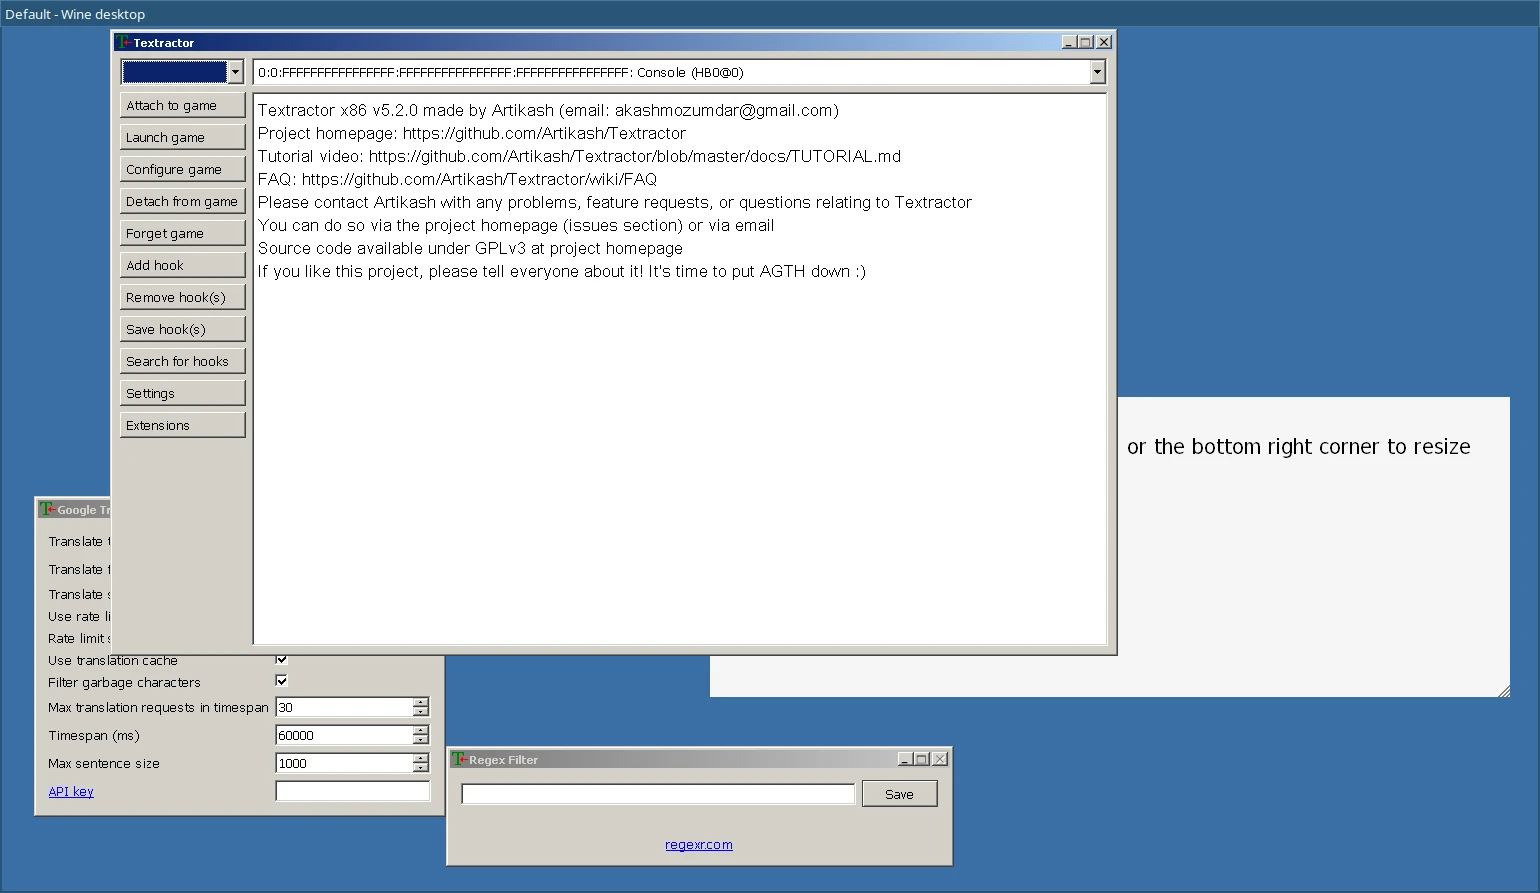 Default - Wine desktop
Textractor
0:0:FFFFFFFFFFFFFFFF:FFFFFFFFFFFFFFFF:FFFFFFFFFFFFFFFF: Console (HB0@0)
Attach to game
Launch game
Configure game
Detach from game
Forget game
Add hook
Remove hook(s)
Save hook(s)
Search for hooks
Settings
Extensions
Textractor x86 v5.2.0 made by Artikash (email: akashmozumdar@gmail.com)
Project homepage: https://github.com/Artikash/Textractor
Tutorial video: https://github.com/Artikash/Textractor/blob/master/docs/TUTORIAL.md
FAQ: https://github.com/Artikash/Textractor/wiki/FAQ
Please contact Artikash with any problems, feature requests, or questions relating to Textractor
You can do so via the project homepage (issues section) or via email
Source code available under GPLv3 at project homepage
If you like this project, please tell everyone about it! It's time to put AGTH down :)
or the bottom right corner to resize
Google Tr
Translate
Translate
Translate
Use rate li
Rate limit
Use translation cache
Filter garbage characters
Max translation requests in timespan 30
Timespan (ms) 60000
Max sentence size 1000
API key
Regex Filter
Save
regexr.com